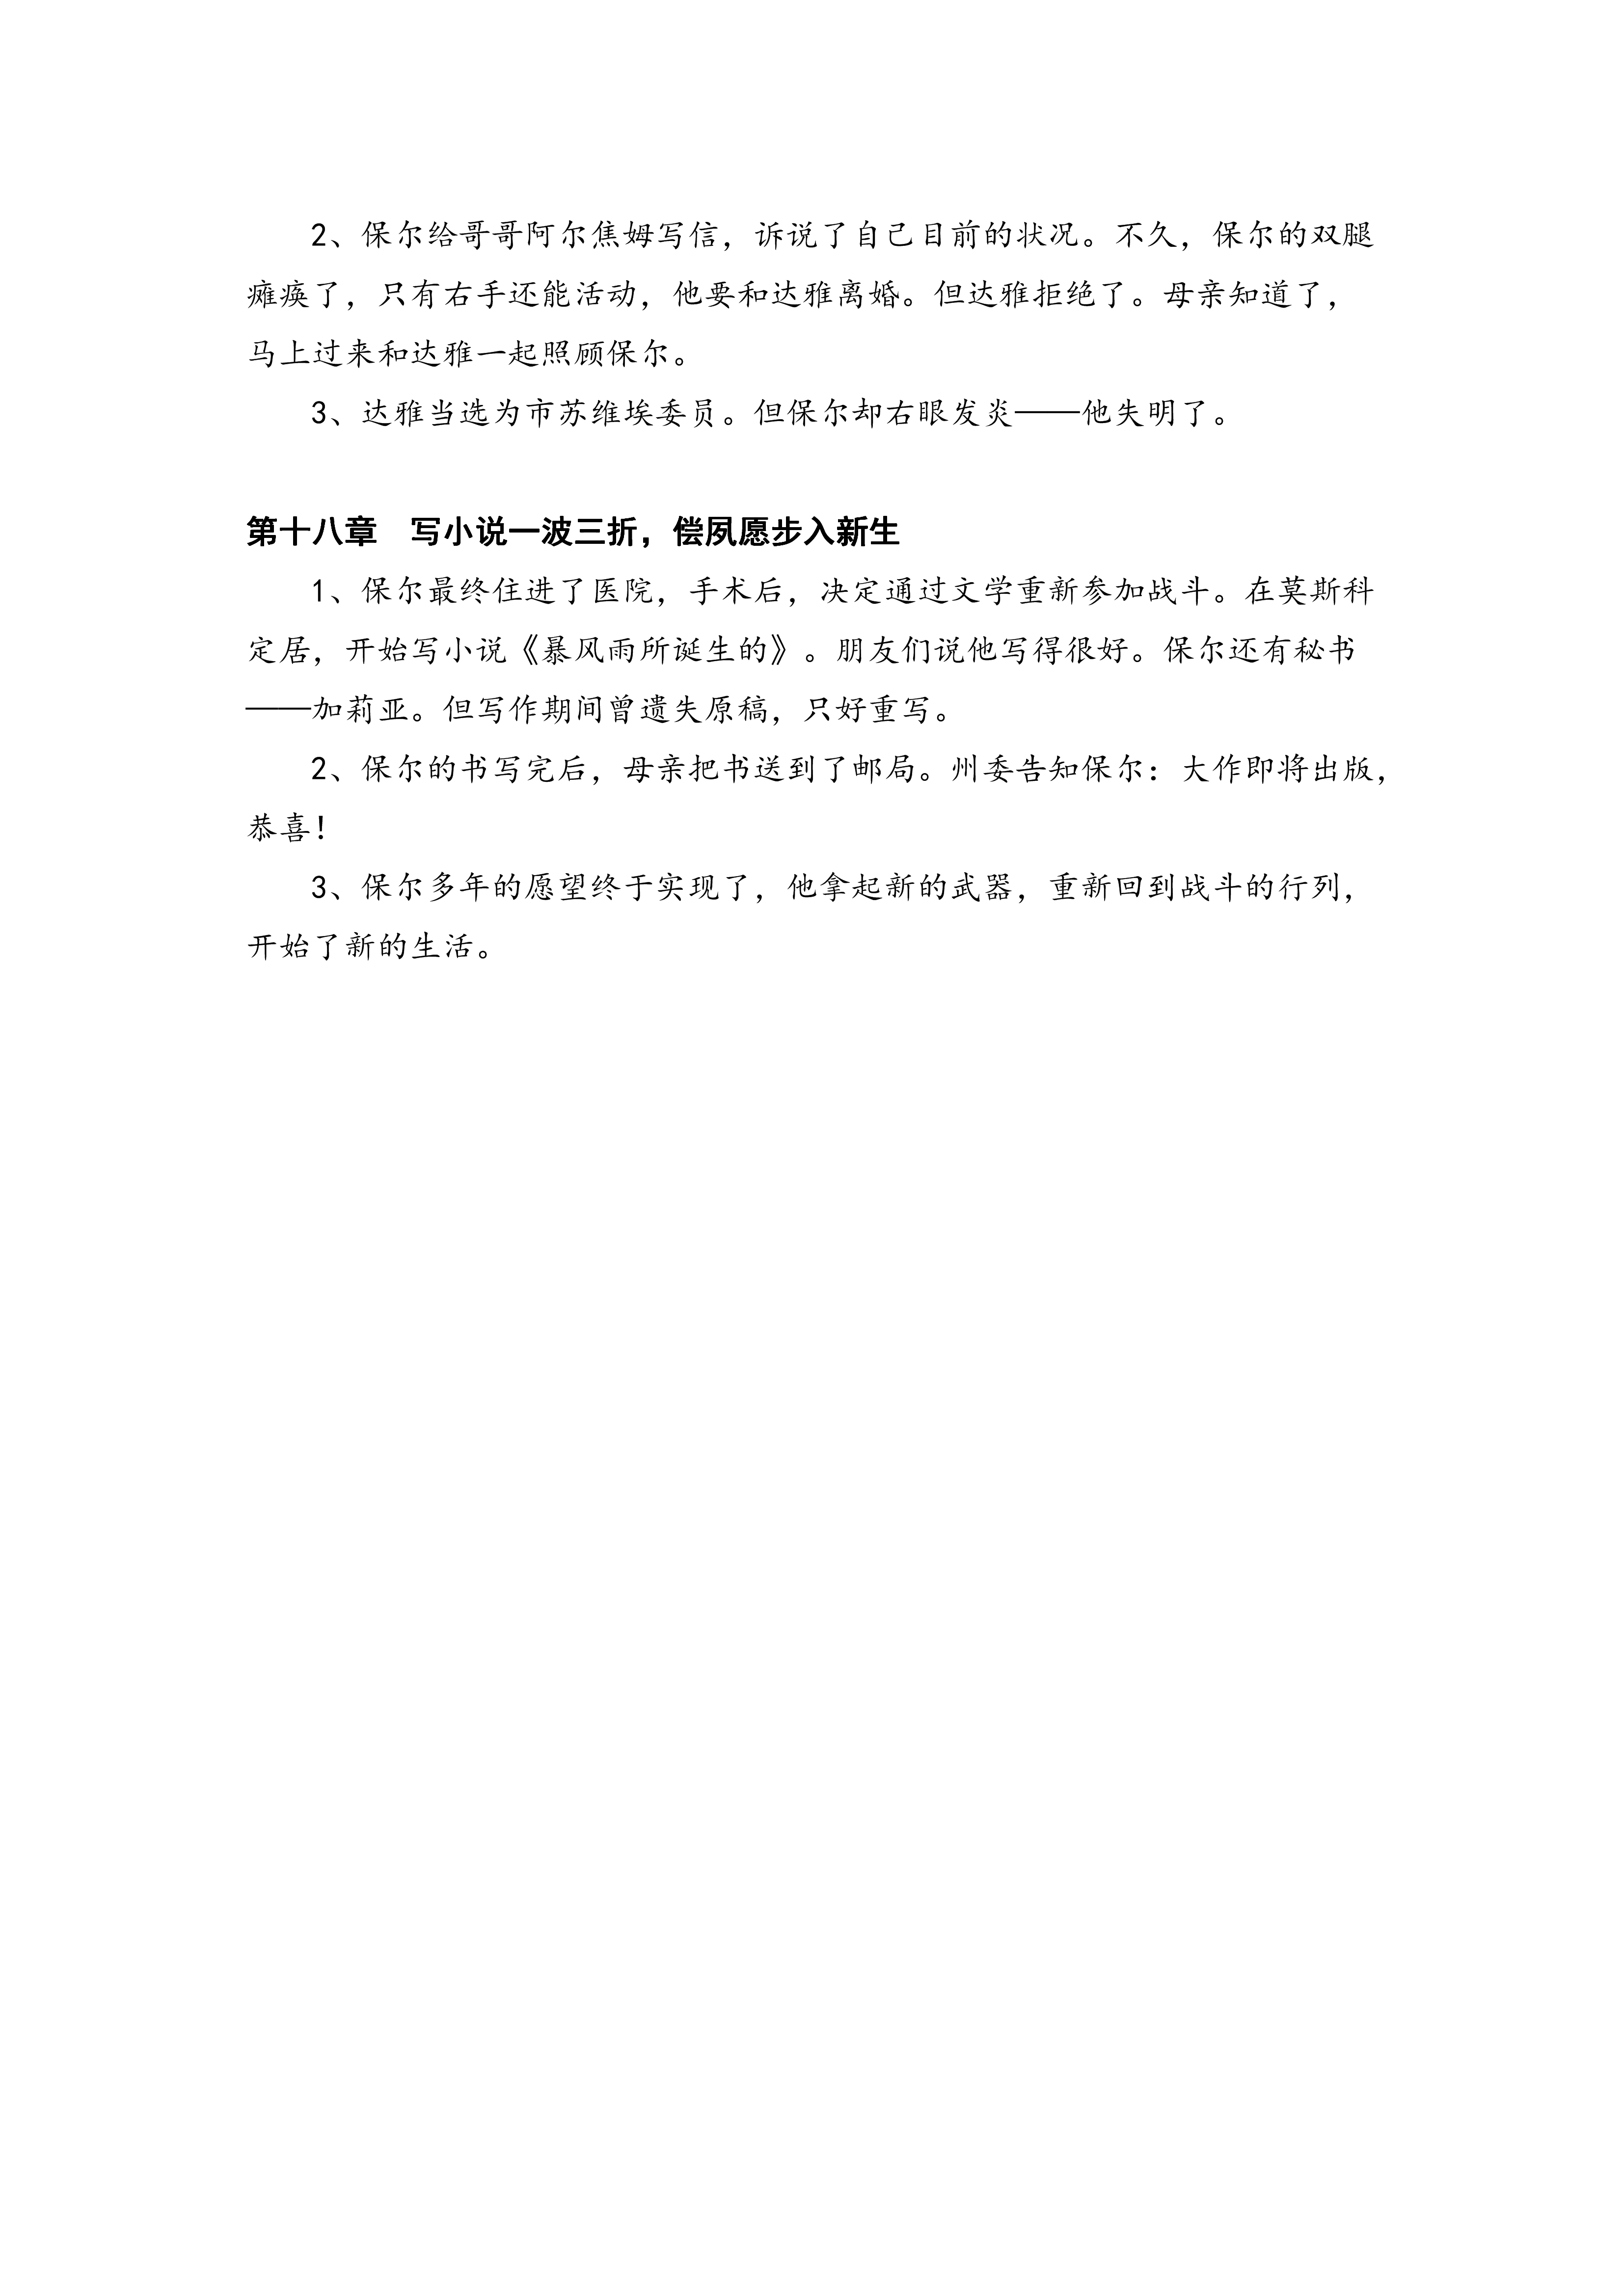 2、保尔给哥哥阿尔焦姆写信，诉说了自己目前的状况。不久，保尔的双腿
瘫痪了，只有右手还能活动，他要和达雅离婚。但达雅拒绝了。母亲知道了，
马上过来和达雅一起照顾保尔。
3、达雅当选为市苏维埃委员。但保尔却右眼发炎——他失明了。
第十八章　写小说一波三折，偿夙愿步入新生
1、保尔最终住进了医院，手术后，决定通过文学重新参加战斗。在莫斯科
定居，开始写小说《暴风雨所诞生的》。朋友们说他写得很好。保尔还有秘书
——加莉亚。但写作期间曾遗失原稿，只好重写。
2、保尔的书写完后，母亲把书送到了邮局。州委告知保尔：大作即将出版，
恭喜！
3、保尔多年的愿望终于实现了，他拿起新的武器，重新回到战斗的行列，
开始了新的生活。